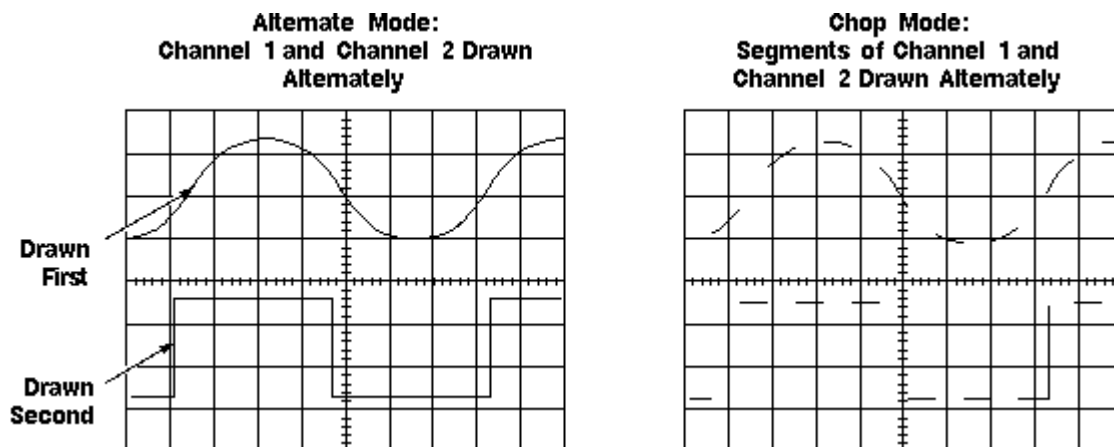 Alternate Mode:
Channel 1 and Channel 2 Drawn
Alternately
Chop Mode:
Segments of Channel 1 and
Channel 2 Drawn Alternately
Drawn
First
Drawn
Second